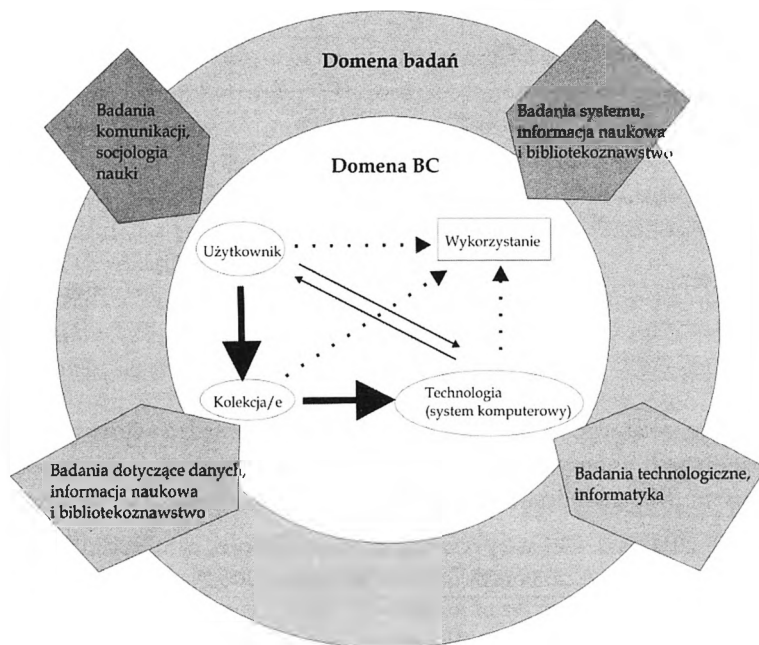 Domena badań
Badania
komunikacji,
socjologia
nauki
Badania systemu,
informacja naukowa
i bibliotekoznawstwo
Domena BC
Użytkownik
Wykorzystanie
Kolekcja/e
Technologia
(system komputerowy)
Badania dotyczące danych,
informacja naukowa
i bibliotekoznawstwo
Badania technologiczne,
informatyka